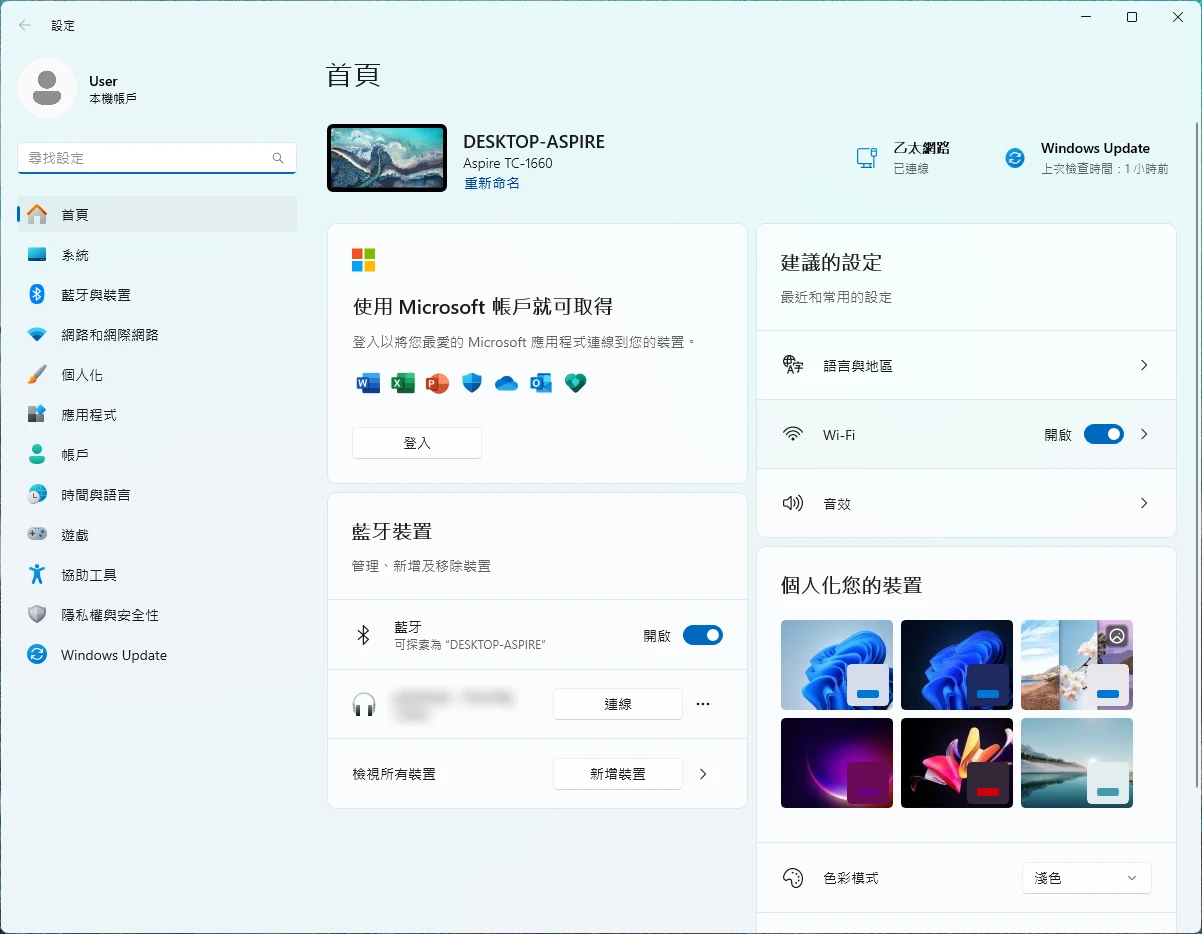 設定
User
本機帳戶
尋找設定
首頁
系統
藍牙與裝置
網路和網際網路
個人化
應用程式
帳戶
時間與語言
遊戲
協助工具
隱私權與安全性
Windows Update
首頁
DESKTOP-ASPIRE
Aspire TC-1660
重新命名
乙太網路
已連線
Windows Update
上次檢查時間：1 小時前
使用 Microsoft 帳戶就可取得
登入以將您最愛的 Microsoft 應用程式連線到您的裝置。
登入
藍牙裝置
管理、新增及移除裝置
藍牙
可探索為 “DESKTOP-ASPIRE”
開啟
連線
檢視所有裝置
新增裝置
建議的設定
最近和常用的設定
語言與地區
Wi-Fi
開啟
音效
個人化您的裝置
色彩模式
淺色